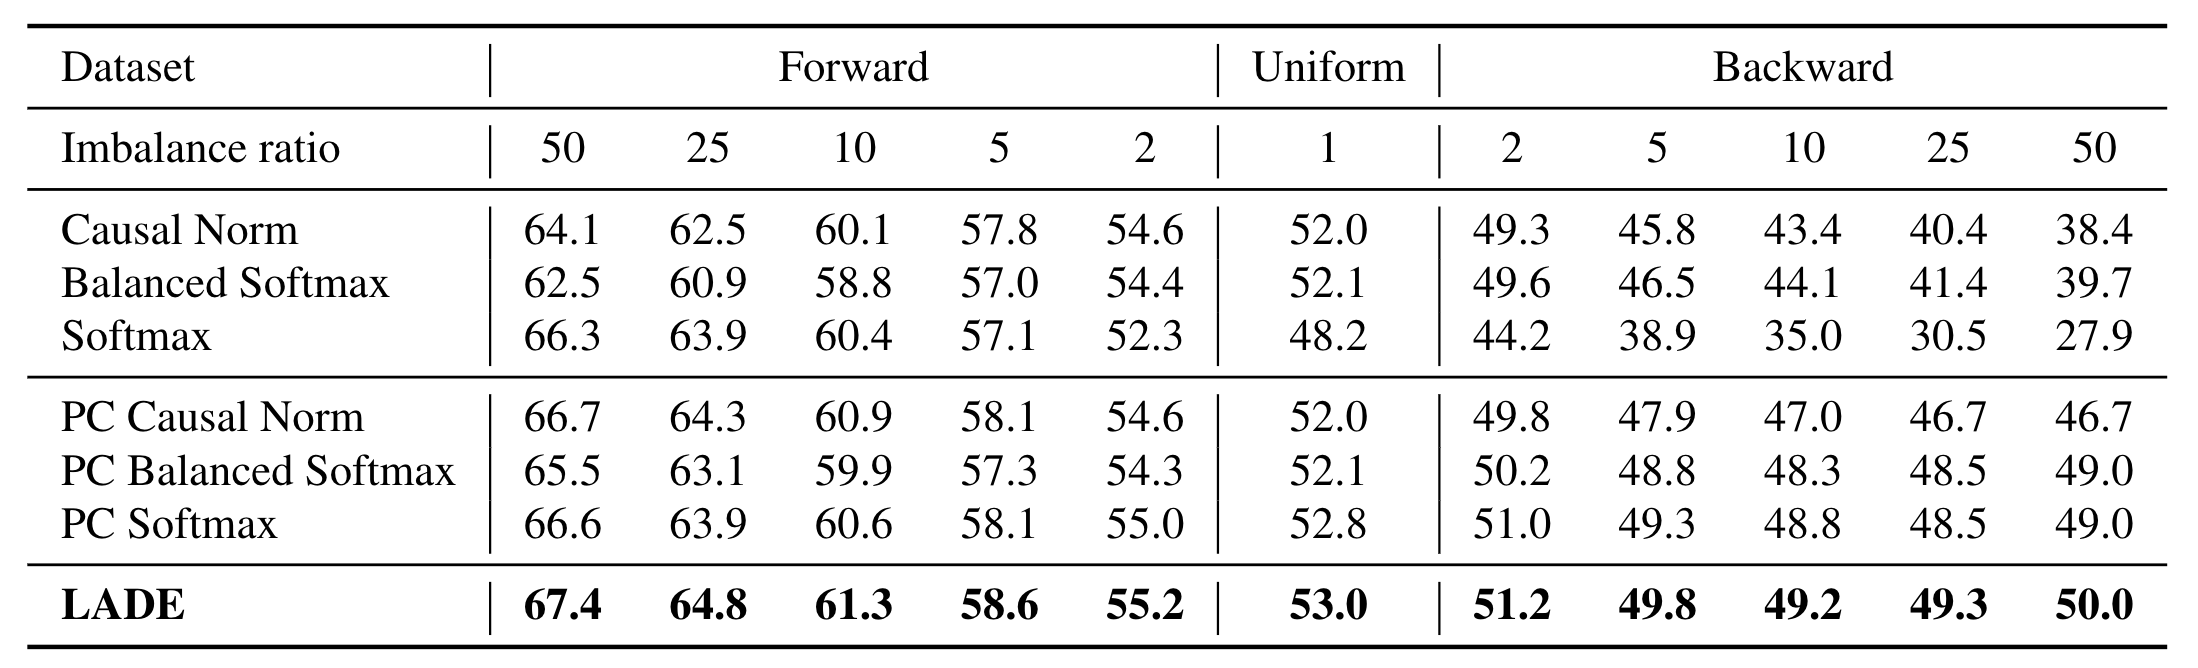 Dataset Forward Uniform Backward
Imbalance ratio 50 25 10 5 2 1 2 5 10 25 50
Causal Norm 64.1 62.5 60.1 57.8 54.6 52.0 49.3 45.8 43.4 40.4 38.4
Balanced Softmax 62.5 60.9 58.8 57.0 54.4 52.1 49.6 46.5 44.1 41.4 39.7
Softmax 66.3 63.9 60.4 57.1 52.3 48.2 44.2 38.9 35.0 30.5 27.9
PC Causal Norm 66.7 64.3 60.9 58.1 54.6 52.0 49.8 47.9 47.0 46.7 46.7
PC Balanced Softmax 65.5 63.1 59.9 57.3 54.3 52.1 50.2 48.8 48.3 48.5 49.0
PC Softmax 66.6 63.9 60.6 58.1 55.0 52.8 51.0 49.3 48.8 48.5 49.0
LADE 67.4 64.8 61.3 58.6 55.2 53.0 51.2 49.8 49.2 49.3 50.0